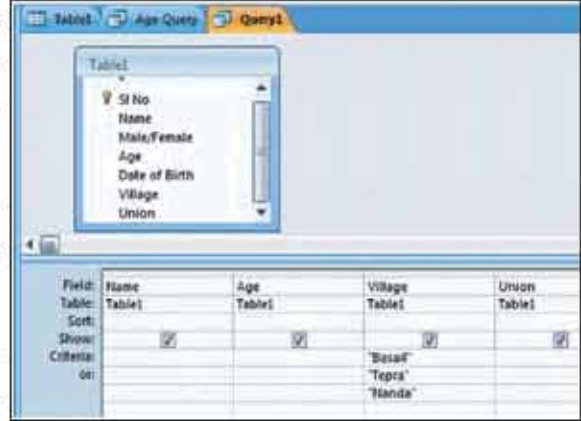 Table1 Age Query Query1
Table1
Sl No
Name
Male/Female
Age
Date of Birth
Village
Union
Field: Name Age Village Union
Table: Table1 Table1 Table1 Table1
Sort:
Show:
Criteria:
or: "Tepra"
"Nanda"